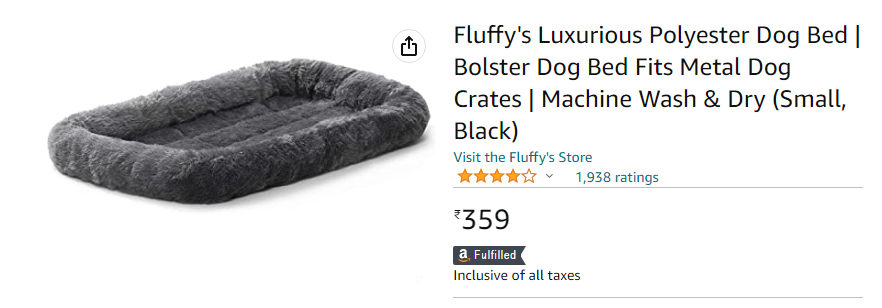 Fluffy's Luxurious Polyester Dog Bed |
Bolster Dog Bed Fits Metal Dog
Crates | Machine Wash & Dry (Small,
Black)
Visit the Fluffy's Store
1,938 ratings
₹359
a Fulfilled
Inclusive of all taxes